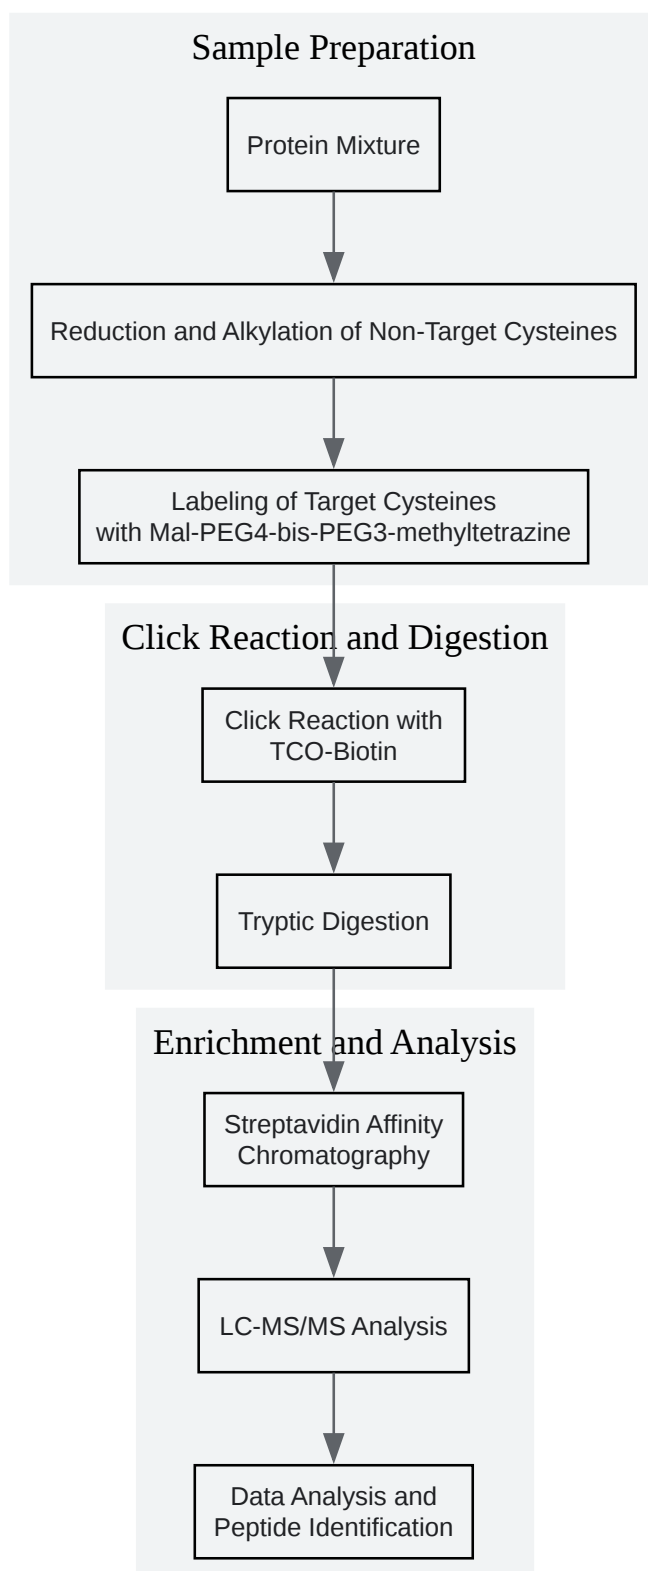 Sample Preparation
Protein Mixture
Reduction and Alkylation of Non-Target Cysteines
Labeling of Target Cysteines
with Mal-PEG4-bis-PEG3-methyltetrazine
Click Reaction and Digestion
Click Reaction with
TCO-Biotin
Tryptic Digestion
Enrichment and Analysis
Streptavidin Affinity
Chromatography
LC-MS/MS Analysis
Data Analysis and
Peptide Identification